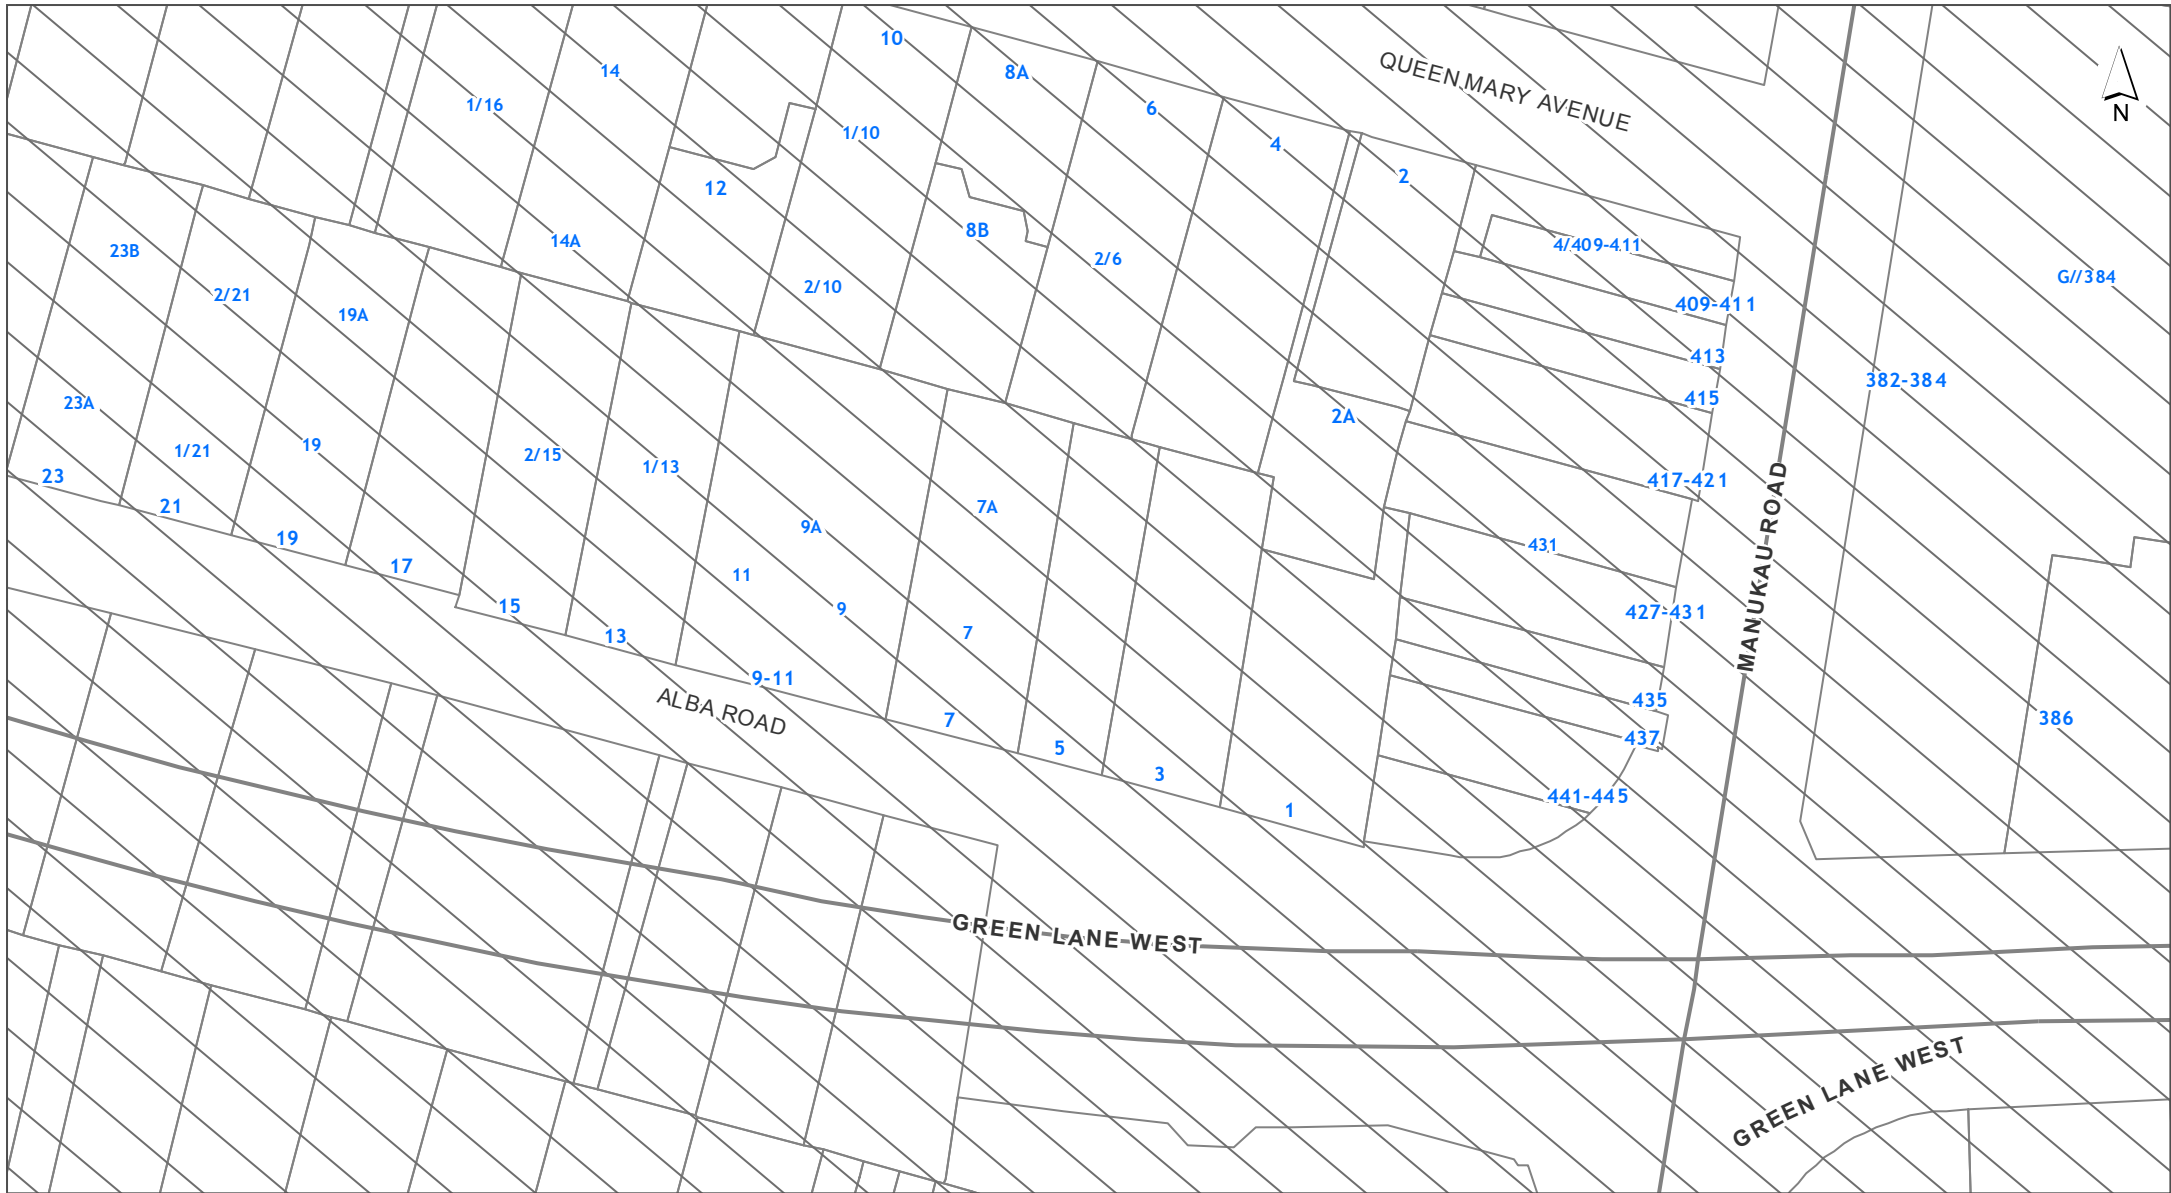 10
14
8A
QUEEN MARY AVENUE
1/16
6
N
1/10
4
2
12
8B
14A
4/409-411
23B
2/6
G//384
2/10
2/21
409-411
19A
413
382-384
415
23A
2A
19
1/21
2/15
1/13
23
417-421
MANUKAU ROAD
21
7A
9A
19
431
17
11
15
9
427-431
13
7
9-11
435
ALBA ROAD
7
386
437
5
3
441-445
1
GREEN LANE WEST
GREEN LANE WEST